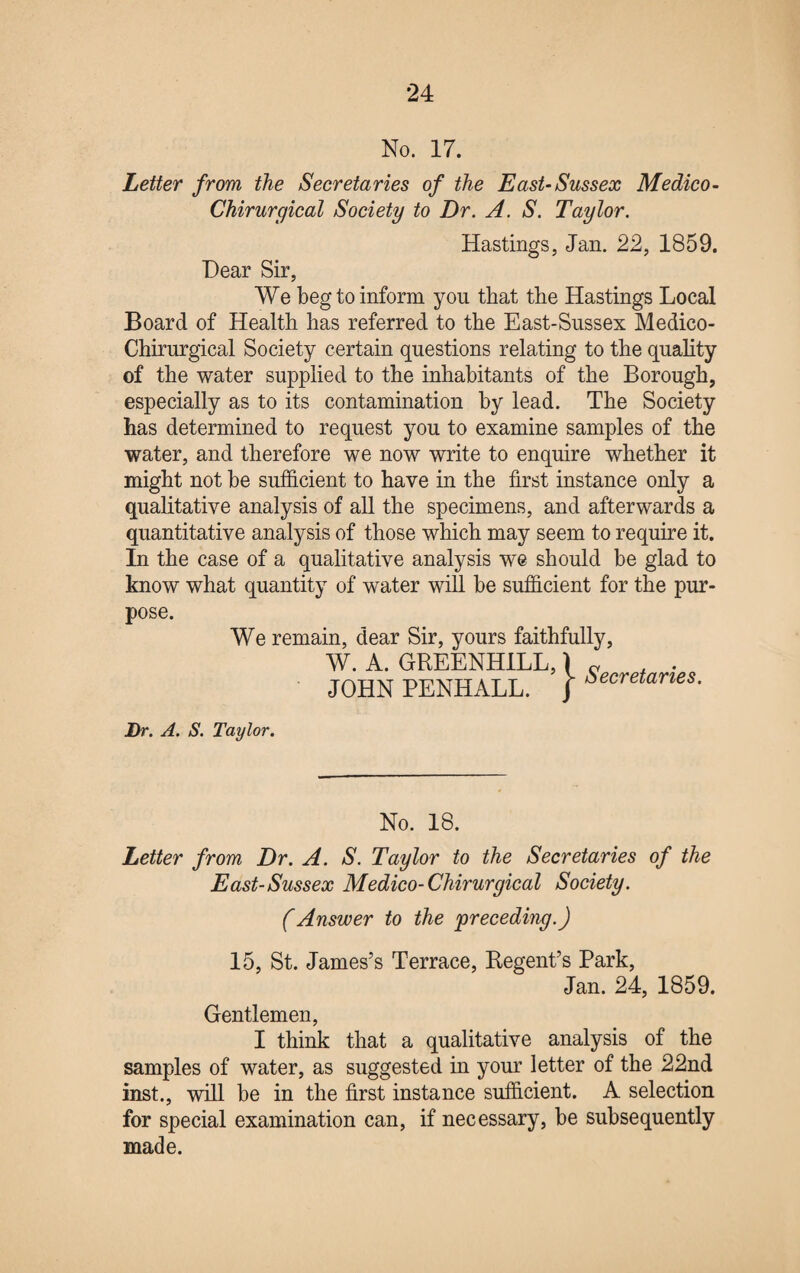 24
No. 17.
Letter from the Secretaries of the East-Sussex Medico-
Chirurgical Society to Dr. A. S. Taylor.
Hastings, Jan. 22, 1859.
Dear Sir,
We beg to inform you that the Hastings Local
Board of Health has referred to the East-Sussex Medico-
Chirurgical Society certain questions relating to the quality
of the water supplied to the inhabitants of the Borough,
especially as to its contamination by lead. The Society
has determined to request you to examine samples of the
water, and therefore we now write to enquire whether it
might not be sufficient to have in the first instance only a
qualitative analysis of all the specimens, and afterwards a
quantitative analysis of those which may seem to require it.
In the case of a qualitative analysis we should be glad to
know what quantity of water will be sufficient for the pur-
pose.
We remain, dear Sir, yours faithfully,
W. A. GREENHILL, }
JOHN PENHALL. } Secretaries.
Dr. A. S. Taylor.
No. 18.
Letter from Dr. A. S. Taylor to the Secretaries of the
East-Sussex Medico-Chirurgical Society.
(Answer to the preceding.)
15, St. James's Terrace, Regent's Park,
Jan. 24, 1859.
Gentlemen,
I think that a qualitative analysis of the
samples of water, as suggested in your letter of the 22nd
inst., will be in the first instance sufficient. A selection
for special examination can, if necessary, be subsequently
made.